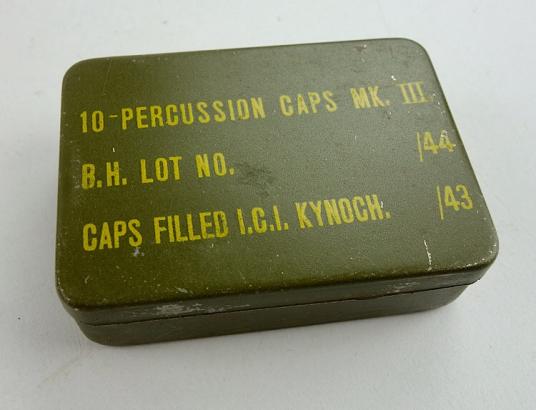 10-PERCUSSION CAPS MK. III.
B.H. LOT NO. /44
CAPS FILLED I.C.I. KYNOCH. /43